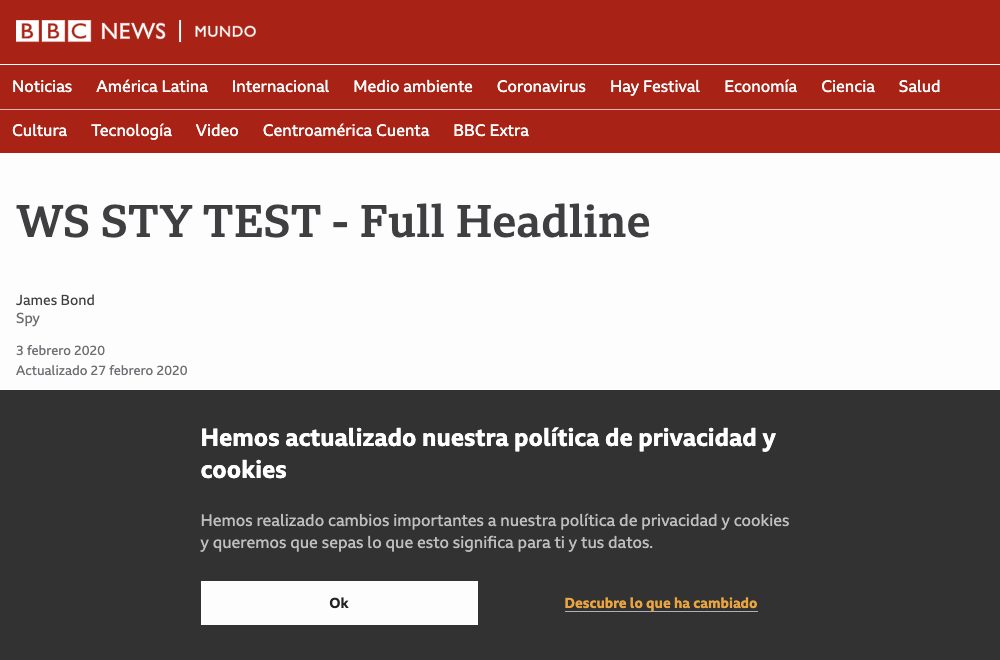 BBC NEWS | MUNDO
Noticias América Latina Internacional Medio ambiente Coronavirus Hay Festival Economía Ciencia Salud
Cultura Tecnología Video Centroamérica Cuenta BBC Extra
WS STY TEST - Full Headline
James Bond
Spy
3 febrero 2020
Actualizado 27 febrero 2020
Hemos actualizado nuestra política de privacidad y
cookies
Hemos realizado cambios importantes a nuestra política de privacidad y cookies
y queremos que sepas lo que esto significa para ti y tus datos.
Ok Descubre lo que ha cambiado